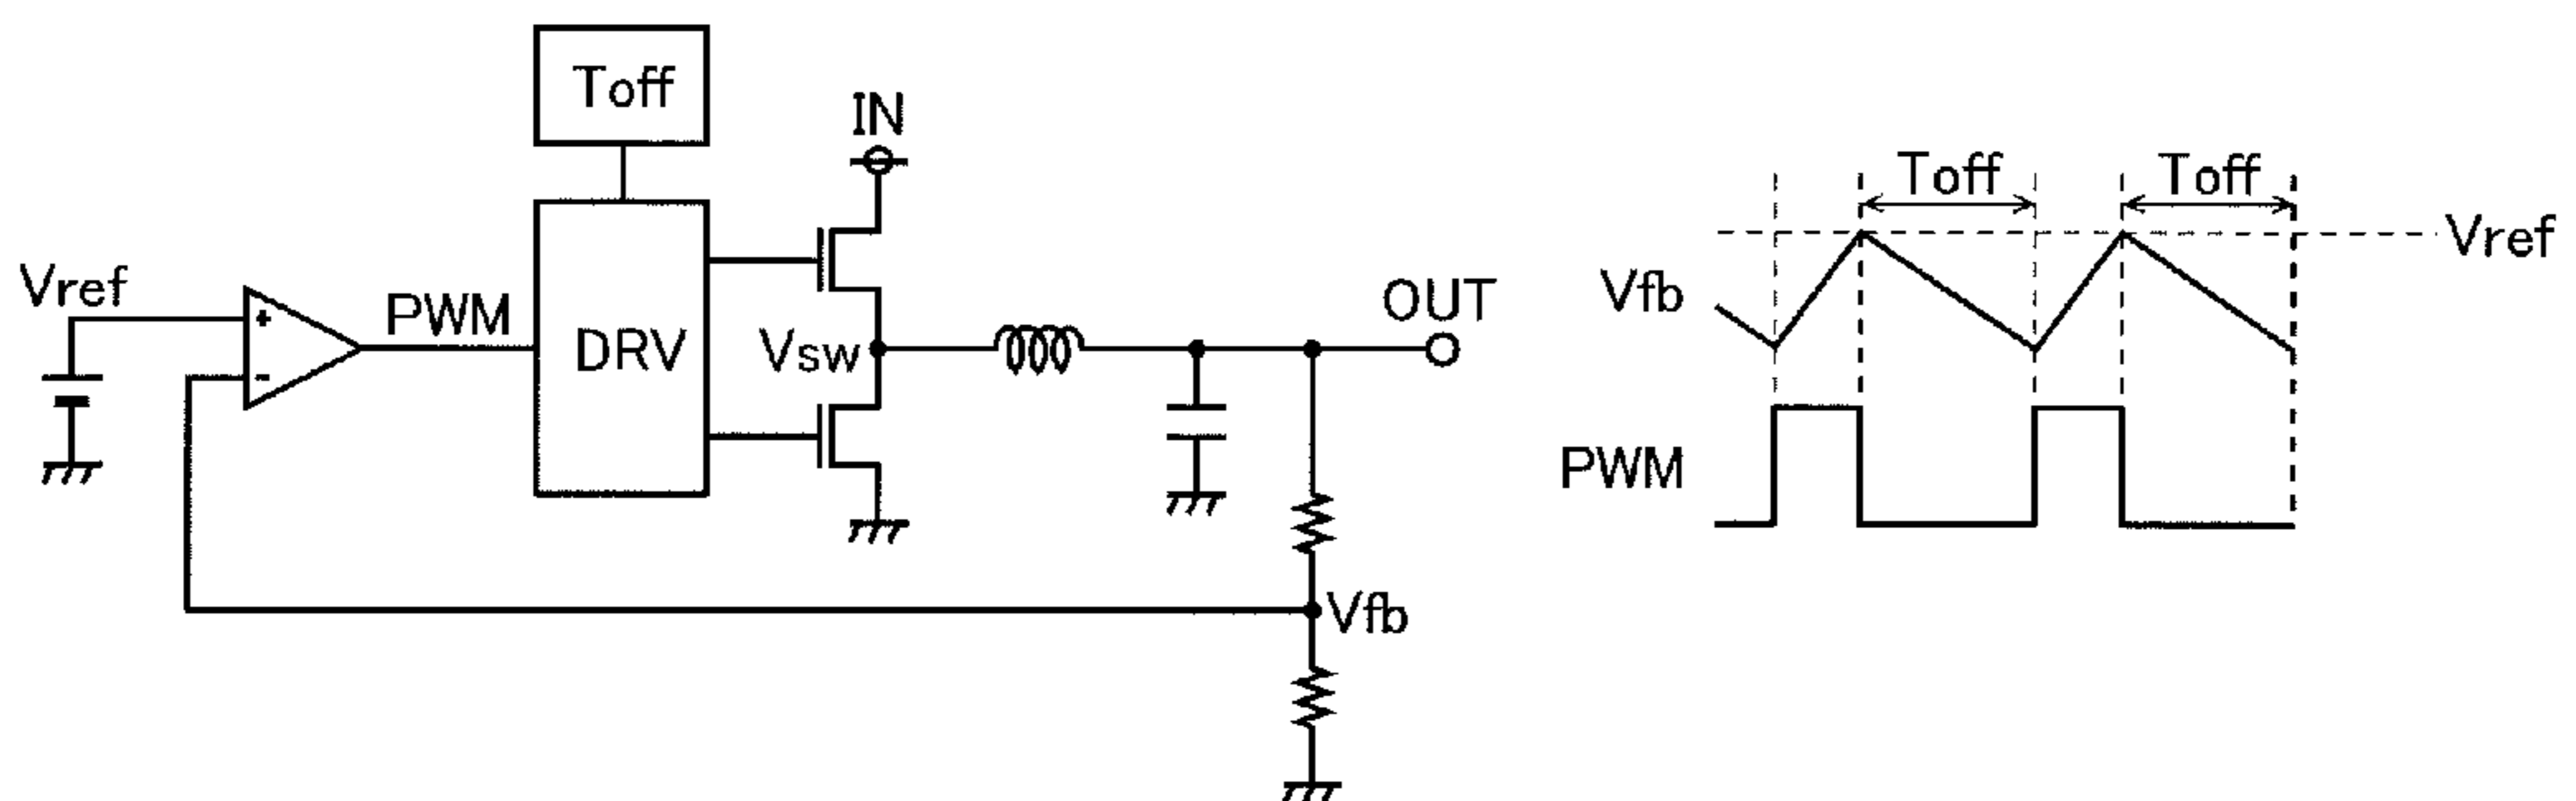 Toff
IN
Vref
+
-
PWM
DRV
Vsw
OUT
Vfb
Toff
Toff
Vref
Vfb
PWM